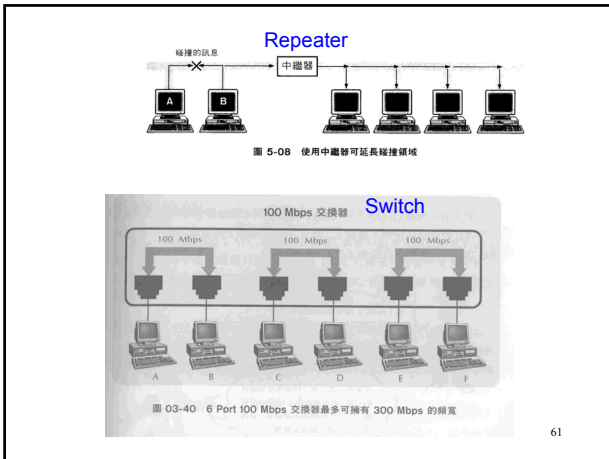 Repeater
碰撞的訊息
中繼器
A B
圖 5-08 使用中繼器可延長碰撞領域
Switch
100 Mbps 交換器
100 Mbps 100 Mbps 100 Mbps
A B C D E F
圖 03-40 6 Port 100 Mbps 交換器最多可擁有 300 Mbps 的頻寬
61